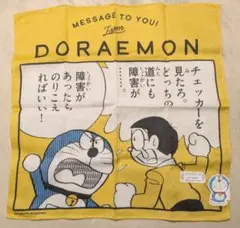 MESSAGE TO YOU!
From
DORAEMON
チェッカーを
見たろ。
どっちの
道にも
障害が
………。
障害が
あったら
のりこえ
ればいい!